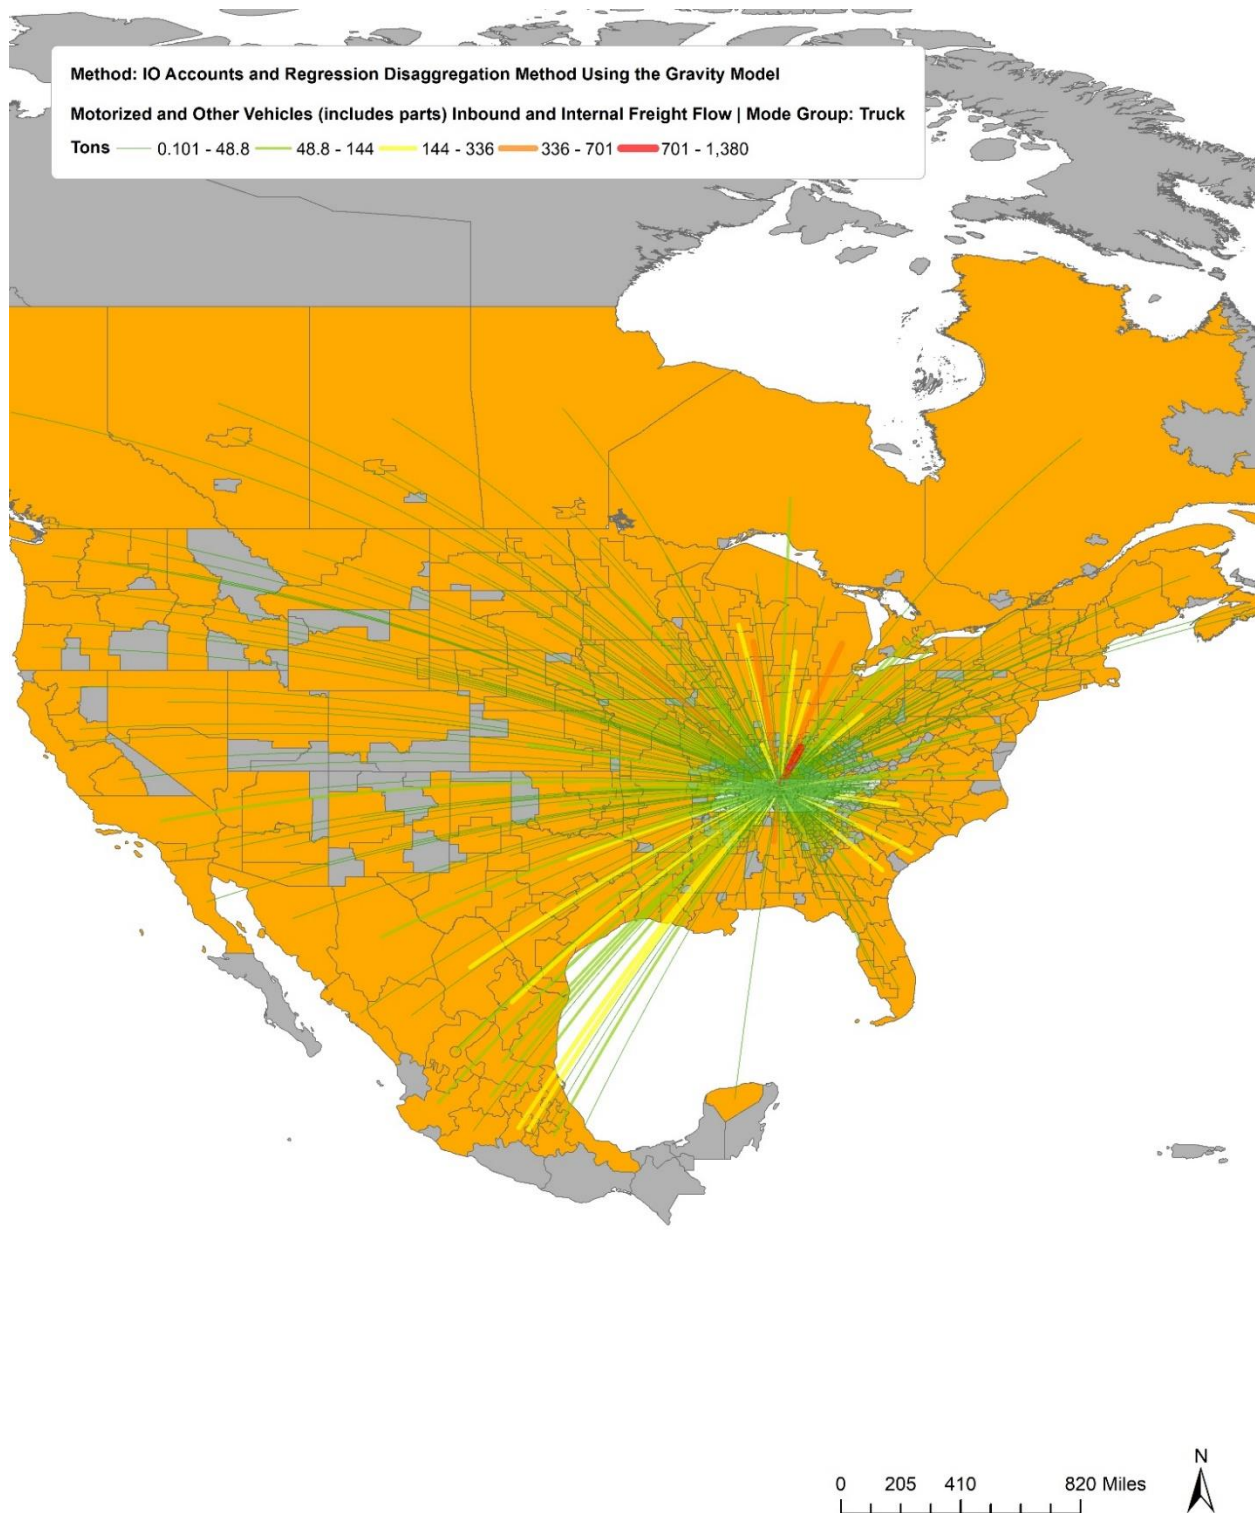 Method: IO Accounts and Regression Disaggregation Method Using the Gravity Model
Motorized and Other Vehicles (includes parts) Inbound and Internal Freight Flow | Mode Group: Truck
Tons 0.101 - 48.8 48.8 - 144 144 - 336 336 - 701 701 - 1,380
N
0 205 410 820 Miles